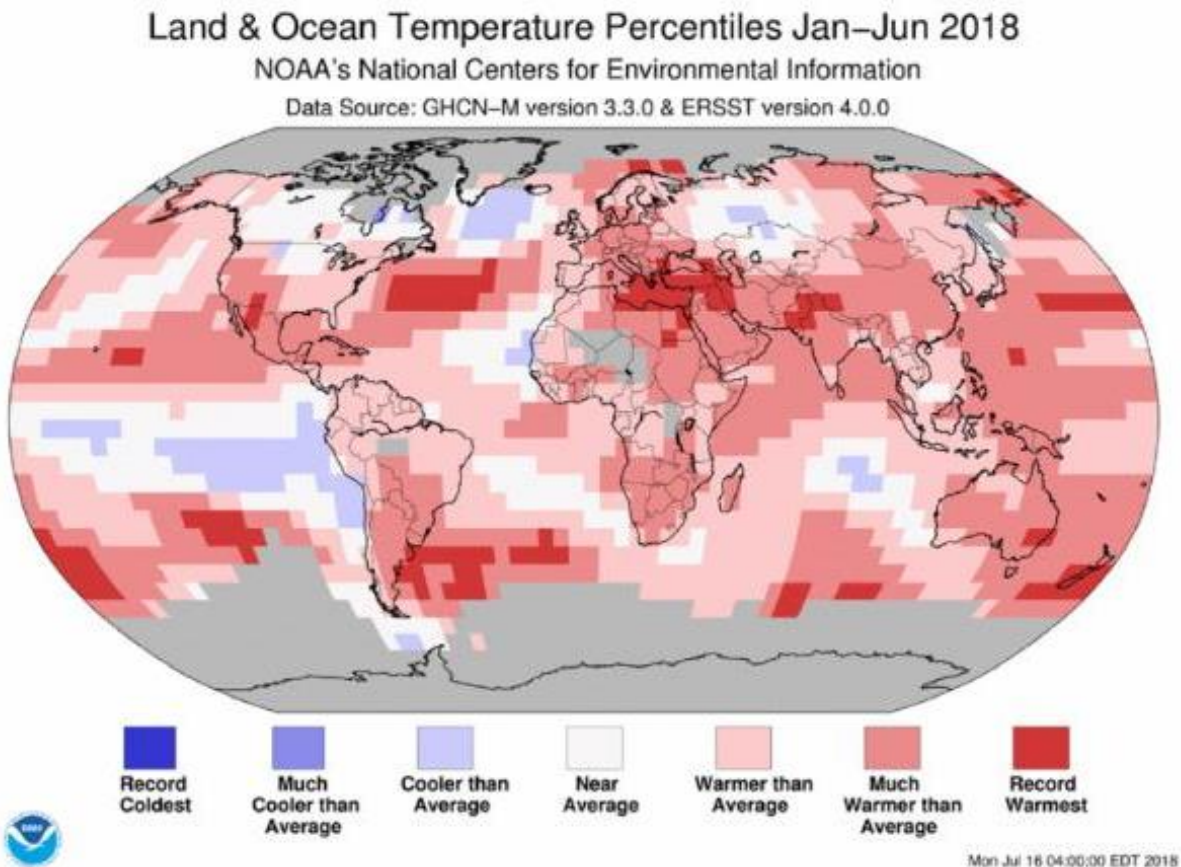 Land & Ocean Temperature Percentiles Jan–Jun 2018
NOAA's National Centers for Environmental Information
Data Source: GHCN–M version 3.3.0 & ERSST version 4.0.0
Record
Coldest
Much
Cooler than
Average
Cooler than
Average
Near
Average
Warmer than
Average
Much
Warmer than
Average
Record
Warmest
Mon Jul 16 04:00:00 EDT 2018